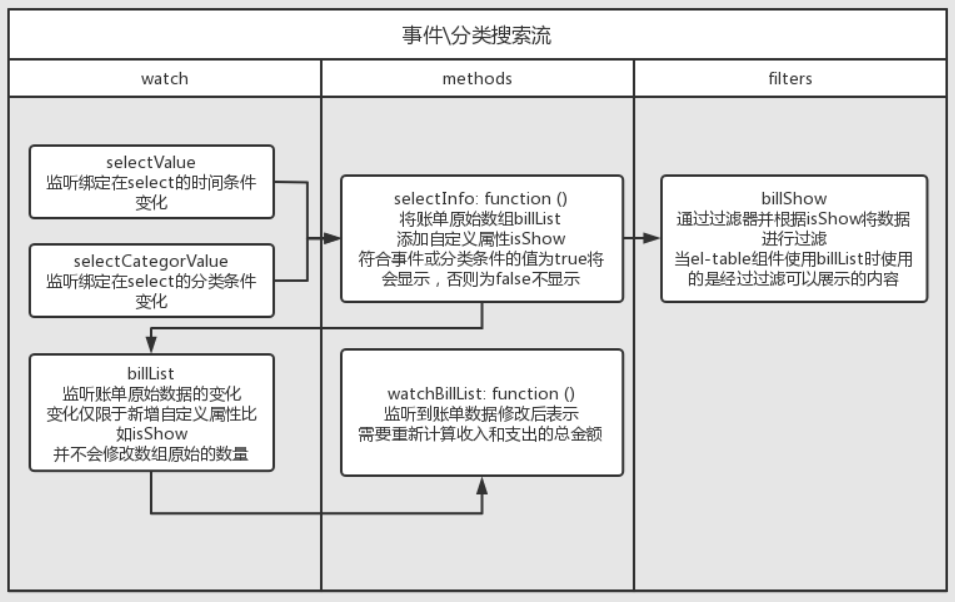 事件\分类搜索流
watch
methods
filters
selectValue
监听绑定在select的时间条件
变化
selectCategorValue
监听绑定在select的分类条件
变化
billList
监听账单原始数据的变化
变化仅限于新增自定义属性比
如isShow
并不会修改数组原始的数量
selectInfo: function ()
将账单原始数组billList
添加自定义属性isShow
符合事件或分类条件的值为true将
会显示，否则为false不显示
watchBillList: function ()
监听到账单数据修改后表示
需要重新计算收入和支出的总金额
billShow
通过过滤器并根据isShow将数据
进行过滤
当el-table组件使用billList时使用
的是经过过滤可以展示的内容